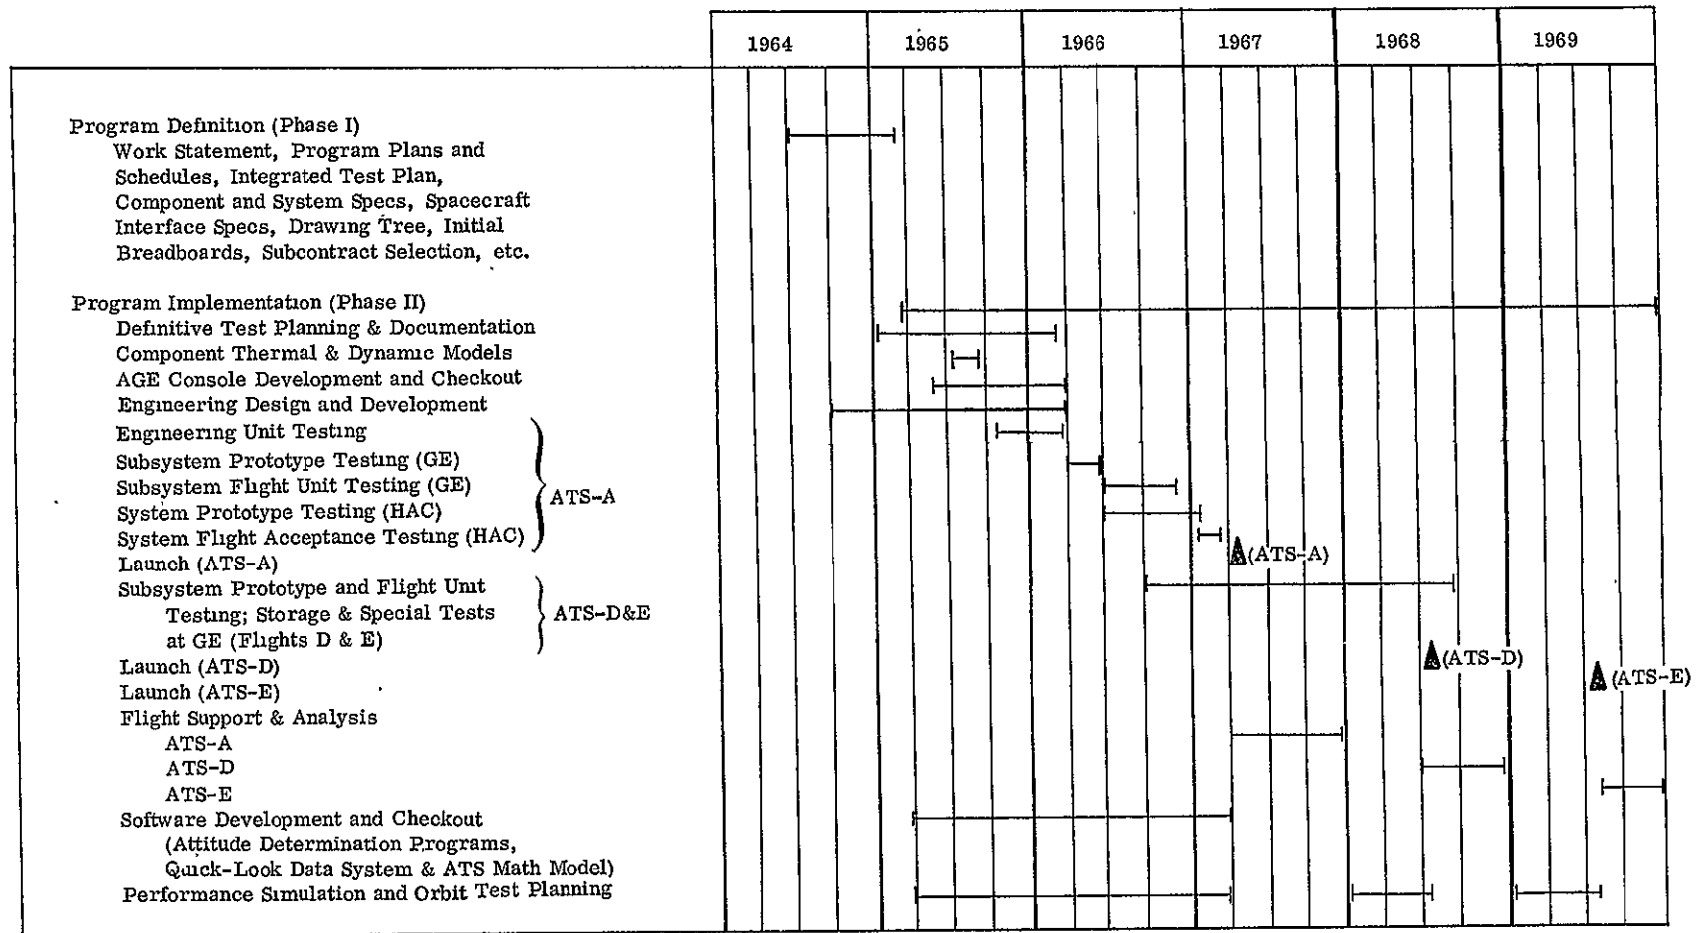 1964 1965 1966 1967 1968 1969
Program Definition (Phase I)
Work Statement, Program Plans and
Schedules, Integrated Test Plan,
Component and System Specs, Spacecraft
Interface Specs, Drawing Tree, Initial
Breadboards, Subcontract Selection, etc.
Program Implementation (Phase II)
Definitive Test Planning & Documentation
Component Thermal & Dynamic Models
AGE Console Development and Checkout
Engineering Design and Development
Engineering Unit Testing
Subsystem Prototype Testing (GE)
Subsystem Flight Unit Testing (GE)
ATS-A
System Prototype Testing (HAC)
System Flight Acceptance Testing (HAC)
(ATS-A)
Launch (ATS-A)
Subsystem Prototype and Flight Unit
Testing; Storage & Special Tests
ATS-D&E
at GE (Flights D & E)
Launch (ATS-D)
(ATS-D)
Launch (ATS-E)
(ATS-E)
Flight Support & Analysis
ATS-A
ATS-D
ATS-E
Software Development and Checkout
(Attitude Determination Programs,
Quick-Look Data System & ATS Math Model)
Performance Simulation and Orbit Test Planning